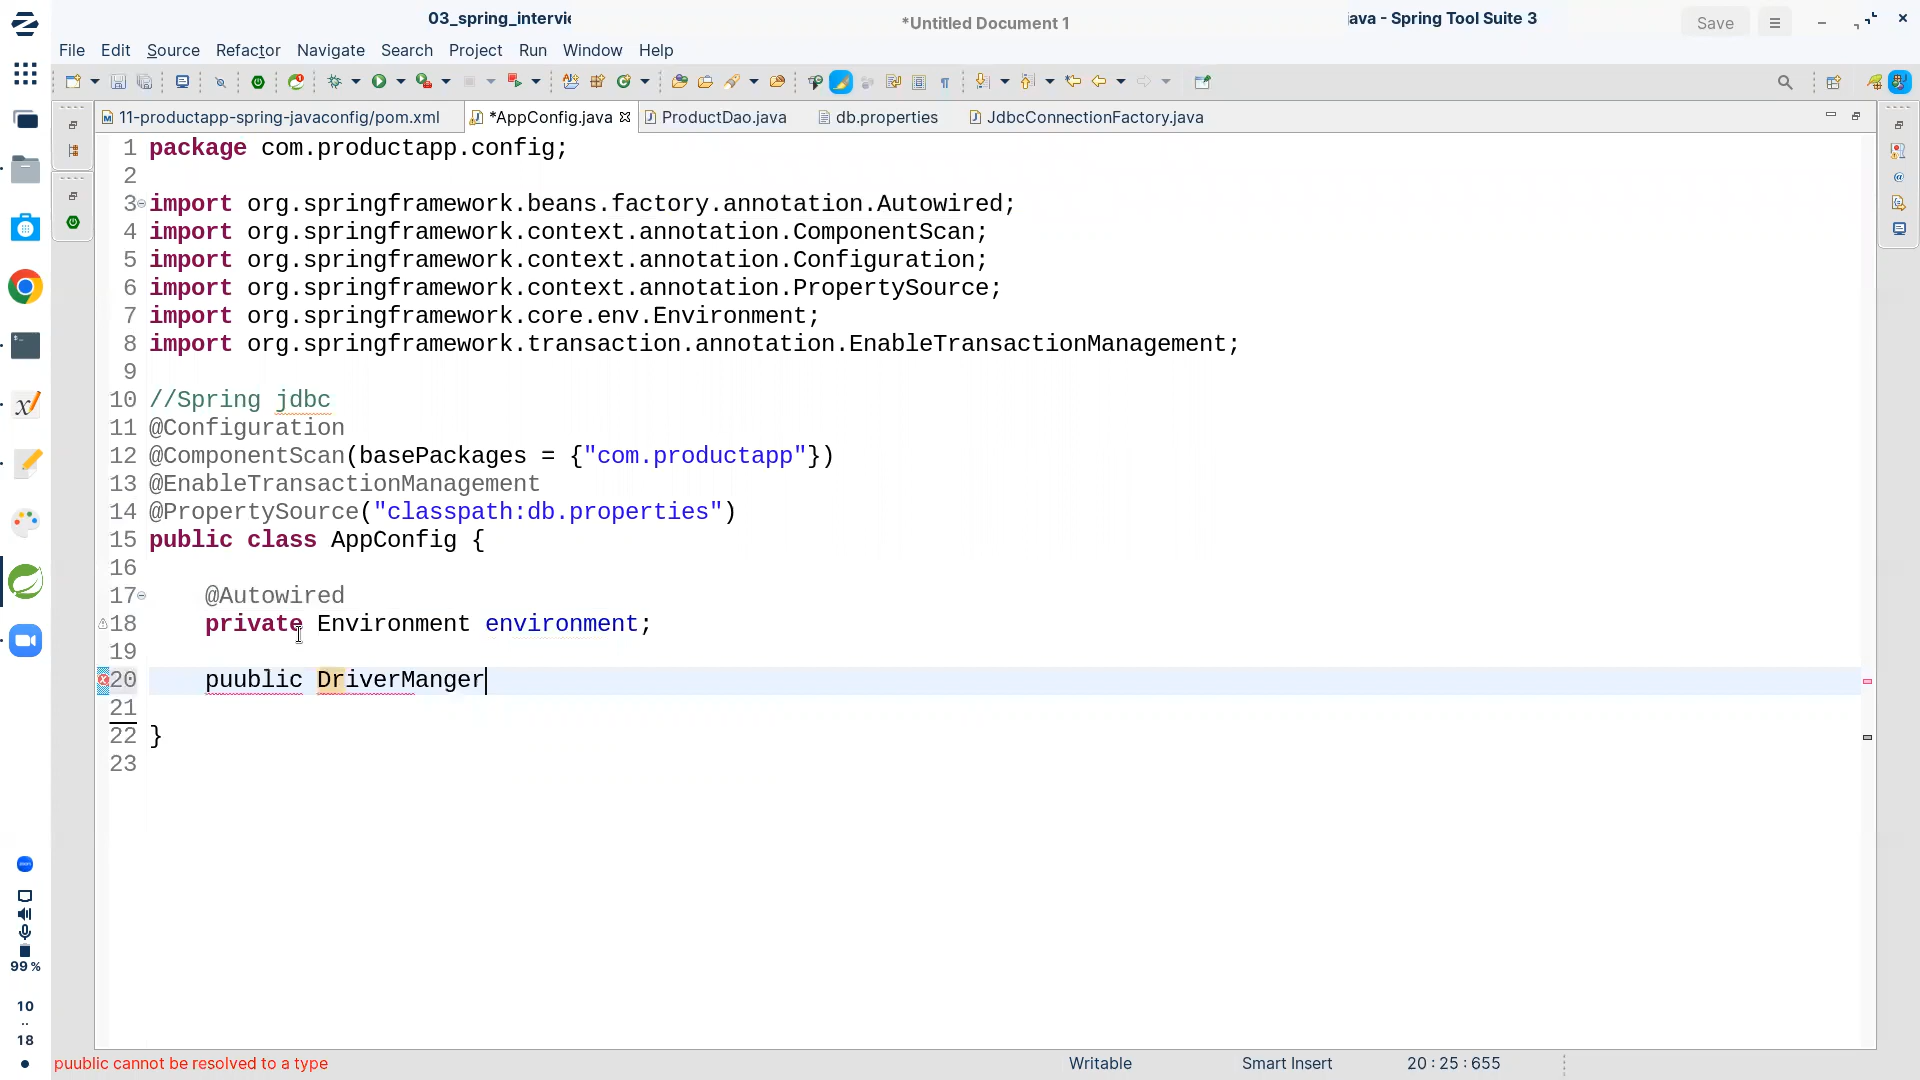 03_spring_intervie
*Untitled Document 1
java - Spring Tool Suite 3
Save
File Edit Source Refactor Navigate Search Project Run Window Help
11-productapp-spring-javaconfig/pom.xml
*AppConfig.java
ProductDao.java
db.properties
JdbcConnectionFactory.java
1 package com.productapp.config;
2
3 import org.springframework.beans.factory.annotation.Autowired;
4 import org.springframework.context.annotation.ComponentScan;
5 import org.springframework.context.annotation.Configuration;
6 import org.springframework.context.annotation.PropertySource;
7 import org.springframework.core.env.Environment;
8 import org.springframework.transaction.annotation.EnableTransactionManagement;
9
10 //Spring jdbc
11 @Configuration
12 @ComponentScan(basePackages = {"com.productapp"})
13 @EnableTransactionManagement
14 @PropertySource("classpath:db.properties")
15 public class AppConfig {
16
17 @Autowired
18 private Environment environment;
19
20 puublic DriverManger
21
22 }
23
99 %
10
..
18
puublic cannot be resolved to a type
Writable
Smart Insert
20 : 25 : 655